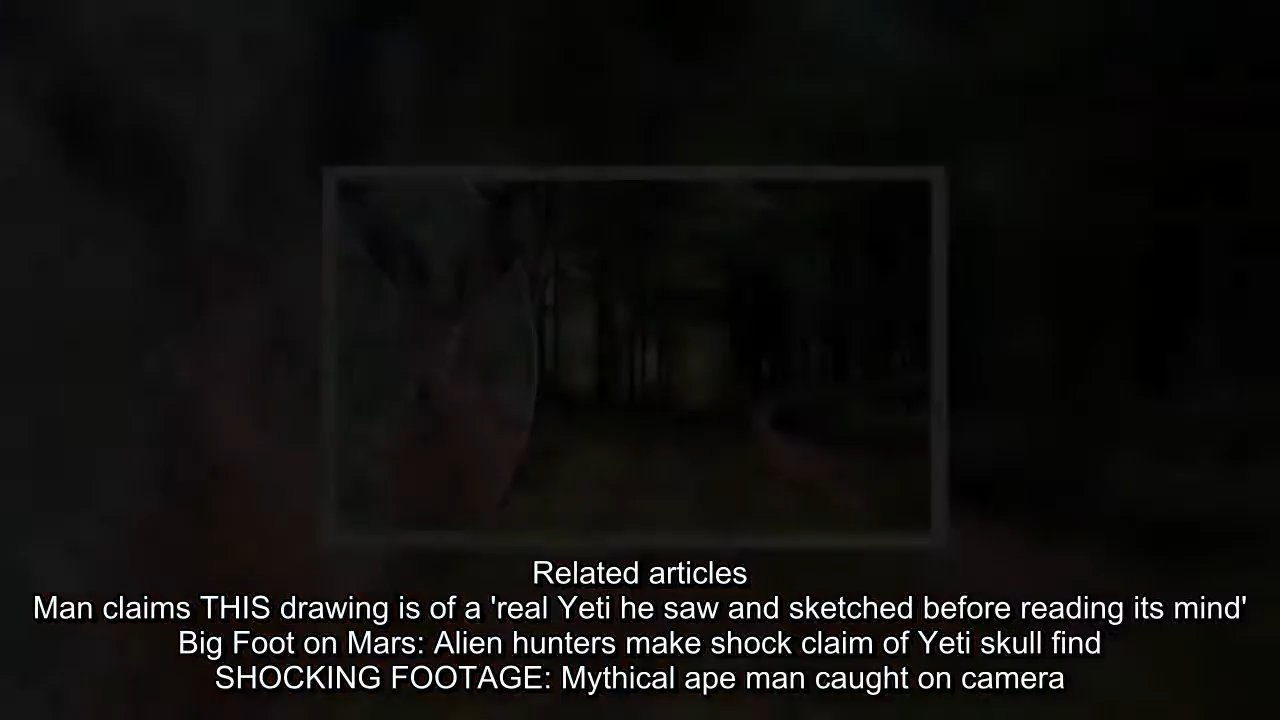 Related articles
Man claims THIS drawing is of a 'real Yeti he saw and sketched before reading its mind'
Big Foot on Mars: Alien hunters make shock claim of Yeti skull find
SHOCKING FOOTAGE: Mythical ape man caught on camera